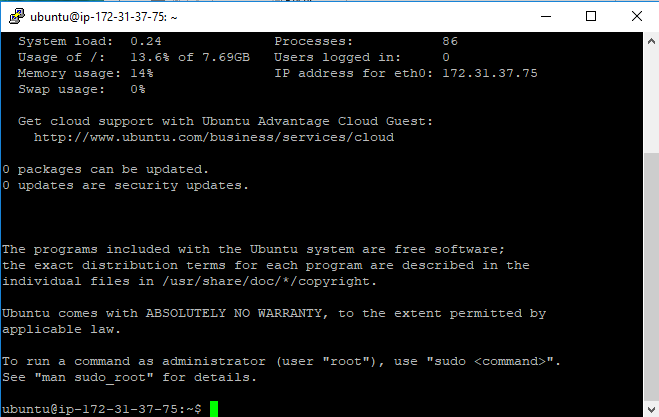 ubuntu@ip-172-31-37-75: ~
System load:  0.24              Processes:           86
Usage of /:   13.6% of 7.69GB   Users logged in:     0
Memory usage: 14%               IP address for eth0: 172.31.37.75
Swap usage:   0%
Get cloud support with Ubuntu Advantage Cloud Guest:
http://www.ubuntu.com/business/services/cloud
0 packages can be updated.
0 updates are security updates.
The programs included with the Ubuntu system are free software;
the exact distribution terms for each program are described in the
individual files in /usr/share/doc/*/copyright.
Ubuntu comes with ABSOLUTELY NO WARRANTY, to the extent permitted by
applicable law.
To run a command as administrator (user "root"), use "sudo <command>".
See "man sudo_root" for details.
ubuntu@ip-172-31-37-75:~$